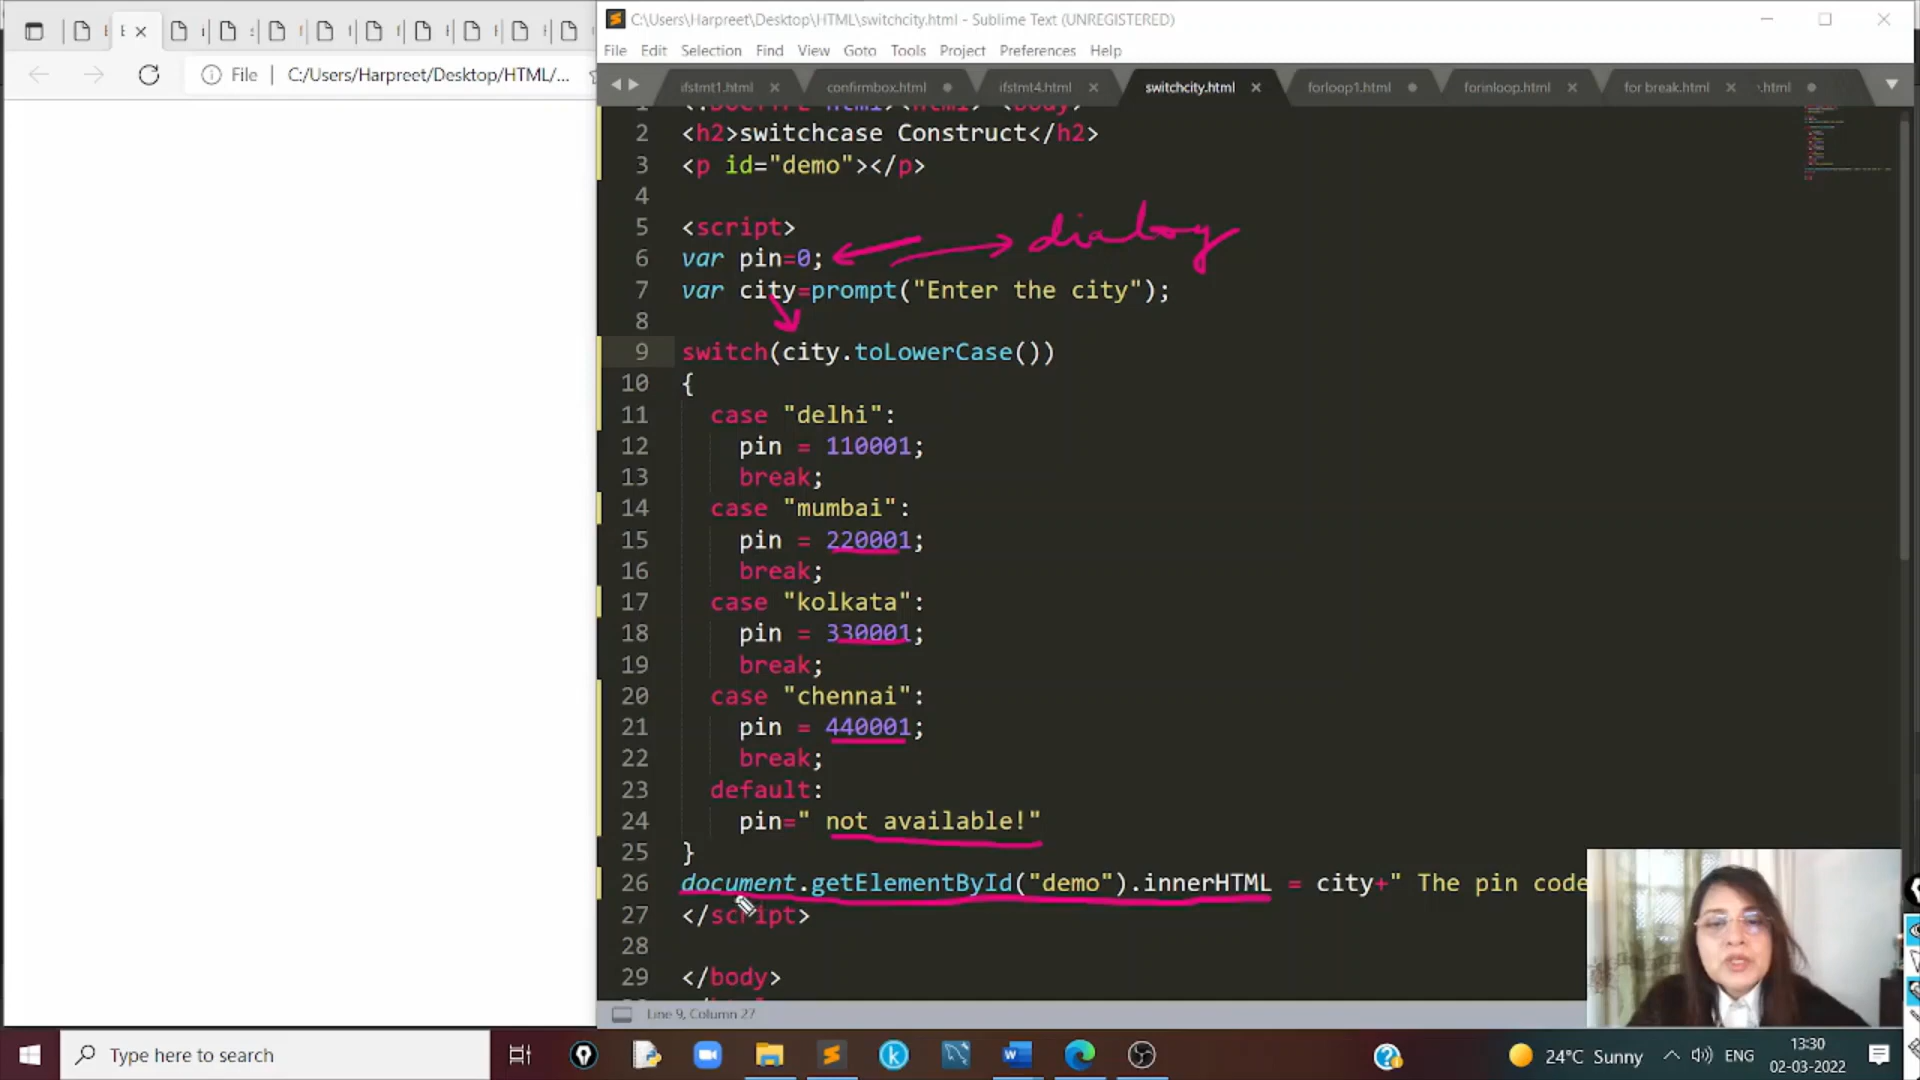 C:\Users\Harpreet\Desktop\HTML\switchcity.html - Sublime Text (UNREGISTERED)
File Edit Selection Find View Goto Tools Project Preferences Help
File C:/Users/Harpreet/Desktop/HTML/...
ifstmt1.html confirmbox.html ifstmt4.html switchcity.html forloop1.html forinloop.html for break.html .html
1 <!DOCTYPE html><html> <body>
2 <h2>switchcase Construct</h2>
3 <p id="demo"></p>
4
5 <script>
dialog
6 var pin=0;
7 var city=prompt("Enter the city");
8
9 switch(city.toLowerCase())
10 {
11 case "delhi":
12 pin = 110001;
13 break;
14 case "mumbai":
15 pin = 220001;
16 break;
17 case "kolkata":
18 pin = 330001;
19 break;
20 case "chennai":
21 pin = 440001;
22 break;
23 default:
24 pin=" not available!"
25 }
26 document.getElementById("demo").innerHTML = city+" The pin code
27 </script>
28
29 </body>
Line 9, Column 27
Type here to search
24°C Sunny
ENG
13:30
02-03-2022